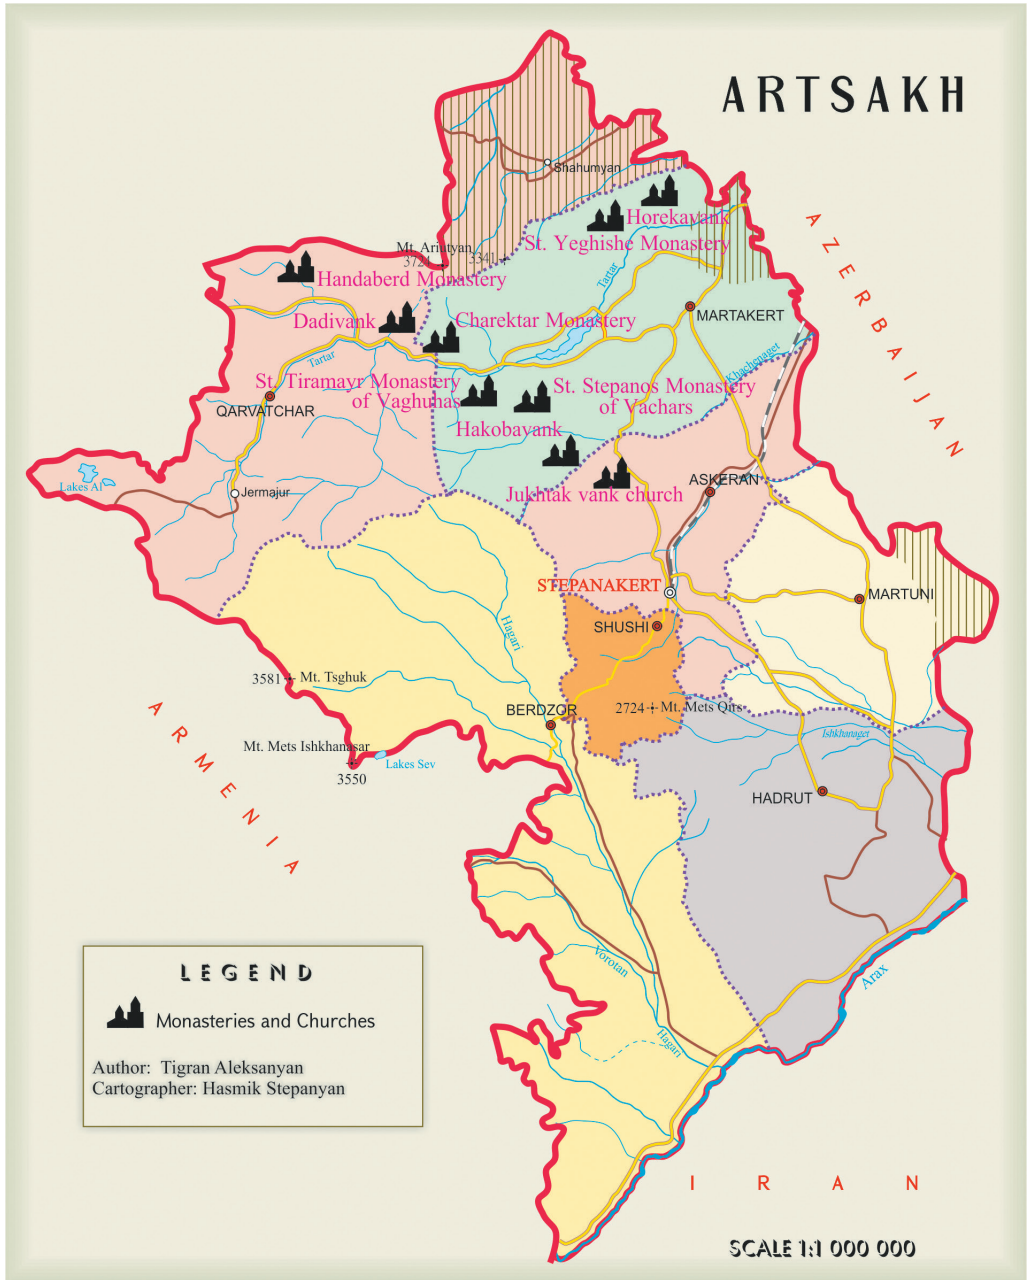 ARTSAKH
Shahumyan
Horekavank
St. Yeghishe Monastery
Mt. Ariutyan
3724
3341
Handaberd Monastery
Tartar
Dadivank
Charektar Monastery
MARTAKERT
AZERBAIJAN
Tartar
Khachenaget
St. Tiramayr Monastery
of Vaghuhas
St. Stepanos Monastery
of Vachars
QARVATCHAR
Hakobavank
Lakes Al
Jermajur
Jukhtak vank church
ASKERAN
STEPANAKERT
MARTUNI
SHUSHI
Hagari
3581
Mt. Tsghuk
BERDZOR
2724
Mt. Mets Qirs
ARMENIA
Mt. Mets Ishkhanasar
3550
Lakes Sev
Ishkhanaget
HADRUT
Vorotan
Arax
Hagari
LEGEND
Monasteries and Churches
Author: Tigran Aleksanyan
Cartographer: Hasmik Stepanyan
IRAN
SCALE 1:1 000 000